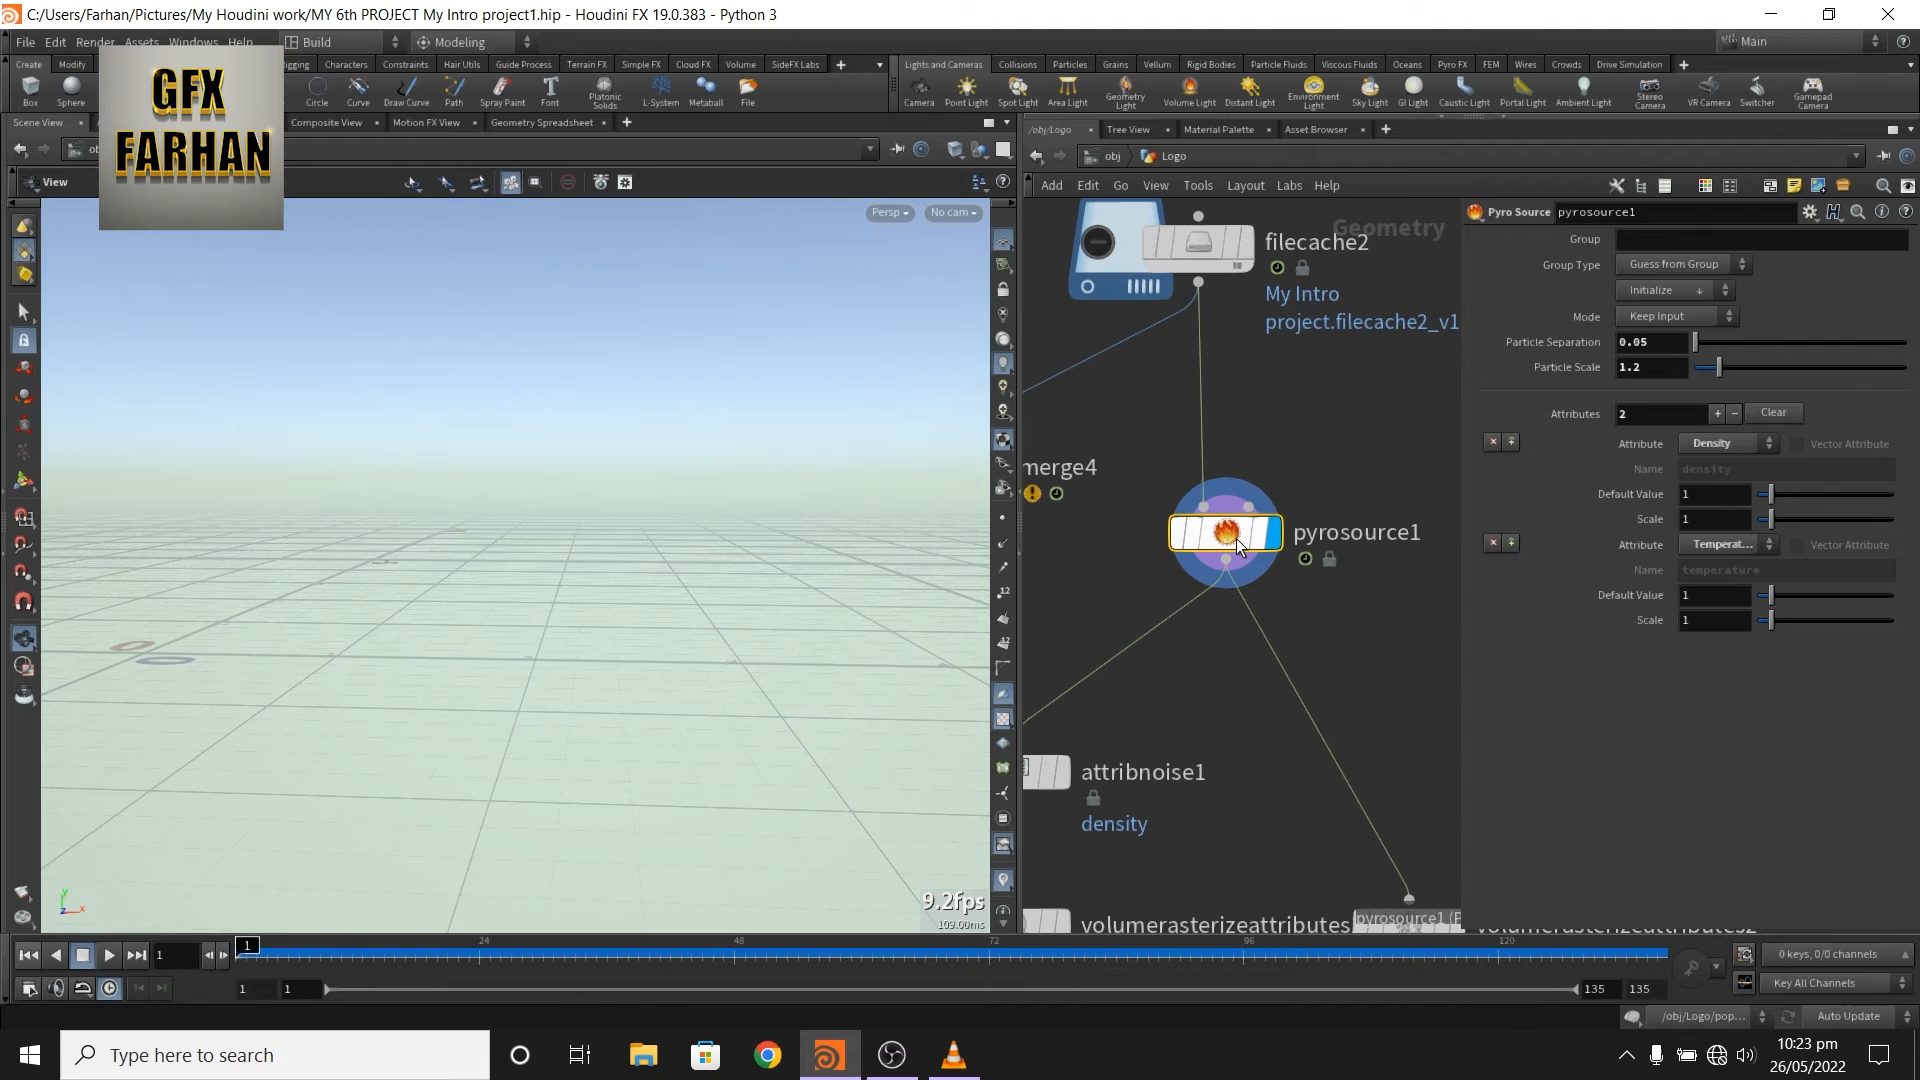 C:/Users/Farhan/Pictures/My Houdini work/MY 6th PROJECT My Intro project1.hip - Houdini FX 19.0.383 - Python 3
File Edit Render Assets Windows Help Build Modeling Main
Create Modify Characters Constraints Hair Utils Guide Process Terrain FX Simple FX Cloud FX Volume SideFX Labs
Lights and Cameras Collisions Particles Grains Vellum Rigid Bodies Particle Fluids Viscous Fluids Oceans Pyro FX FEM Wires Crowds Drive Simulation
Box Sphere Circle Curve Draw Curve Path Spray Paint Font Platonic Solids L-System Metaball File
Camera Point Light Spot Light Area Light Geometry Light Volume Light Distant Light Environment Light Sky Light GI Light Caustic Light Portal Light Ambient Light Stereo Camera VR Camera Switcher Gamepad Camera
GFX
FARHAN
Scene View Composite View Motion FX View Geometry Spreadsheet
/obj/Logo Tree View Material Palette Asset Browser
obj Logo
View
Add Edit Go View Tools Layout Labs Help
Persp No cam
Geometry
filecache2
My Intro
project.filecache2_v1
merge4
pyrosource1
attribnoise1
density
volumerasterizeattributes
pyrosource1 (P
Pyro Source pyrosource1
Group
Group Type Guess from Group
Initialize
Mode Keep Input
Particle Separation 0.05
Particle Scale 1.2
Attributes 2 + - Clear
Attribute Density Vector Attribute
Name density
Default Value 1
Scale 1
Attribute Temperat... Vector Attribute
Name temperature
Default Value 1
Scale 1
9.2fps
109.00ms
1 1 24 48 72 96 120
0 keys, 0/0 channels
1 1 135 135
Key All Channels
/obj/Logo/pop... Auto Update
Type here to search
10:23 pm
26/05/2022